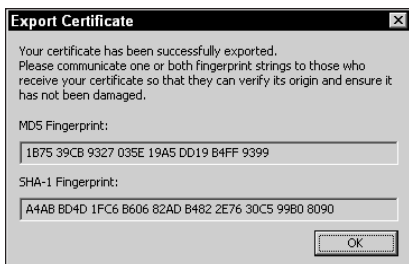 Export Certificate
Your certificate has been successfully exported.
Please communicate one or both fingerprint strings to those who
receive your certificate so that they can verify its origin and ensure it
has not been damaged.
MD5 Fingerprint:
1B75 39CB 9327 035E 19A5 DD19 B4FF 9399
SHA-1 Fingerprint:
A4AB BD4D 1FC6 B606 82AD B482 2E76 30C5 99B0 8090
OK